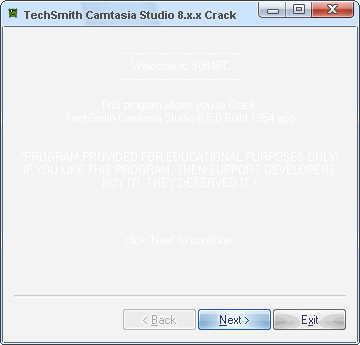 TechSmith Camtasia Studio 8.x.x Crack
Welcome to S0ft4PC
This program allows you to Crack
TechSmith Camtasia Studio 8.5.0 Build 1954 app
*PROGRAM PROVIDED FOR EDUCATIONAL PURPOSES ONLY!
*IF YOU LIKE THIS PROGRAM, THEN SUPPORT DEVELOPERS,
BUY IT!, THEY DESERVED IT !
click 'Next' to continue
< Back
Next >
Exit